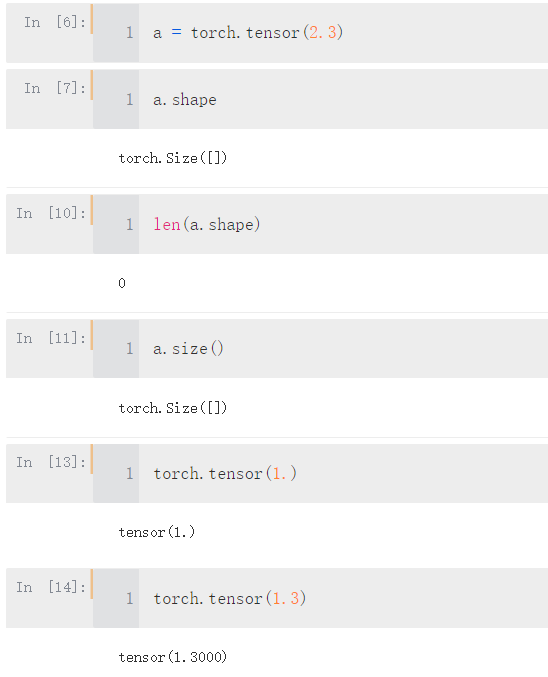 In [6]: 1 a = torch.tensor(2.3)
In [7]: 1 a.shape
torch.Size([])
In [10]: 1 len(a.shape)
0
In [11]: 1 a.size()
torch.Size([])
In [13]: 1 torch.tensor(1.)
tensor(1.)
In [14]: 1 torch.tensor(1.3)
tensor(1.3000)